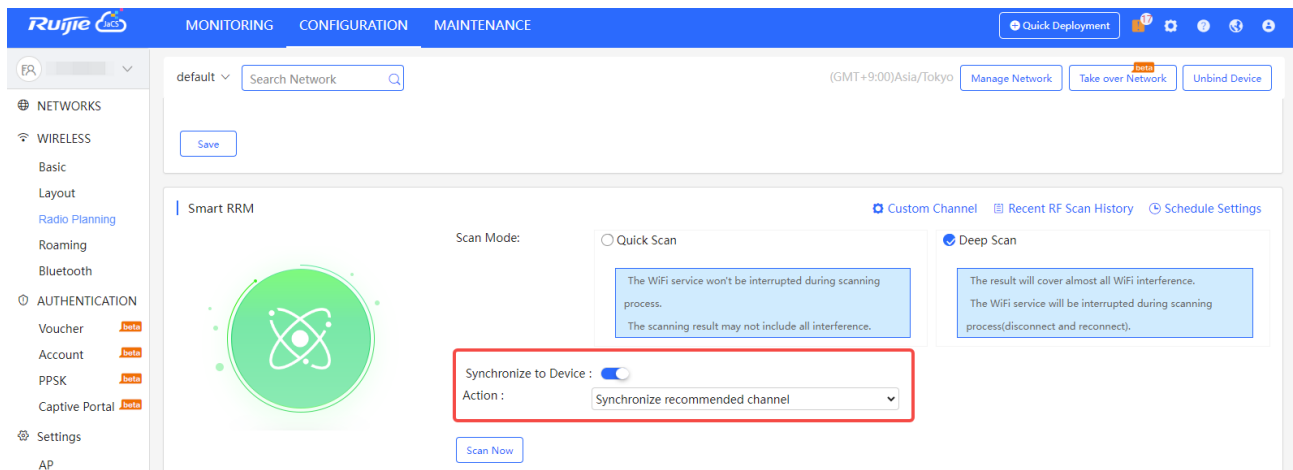 Ruijie JaCS MONITORING CONFIGURATION MAINTENANCE Quick Deployment 17
FR
default Search Network (GMT+9:00)Asia/Tokyo Manage Network Take over Network beta Unbind Device
NETWORKS
WIRELESS
Save
Basic
Layout
Radio Planning
Roaming
Bluetooth
AUTHENTICATION
Voucher beta
Account beta
PPSK beta
Captive Portal beta
Settings
AP
Smart RRM Custom Channel Recent RF Scan History Schedule Settings
Scan Mode: Quick Scan Deep Scan
The WiFi service won't be interrupted during scanning
process.
The scanning result may not include all interference.
The result will cover almost all WiFi interference.
The WiFi service will be interrupted during scanning
process(disconnect and reconnect).
Synchronize to Device :
Action : Synchronize recommended channel
Scan Now